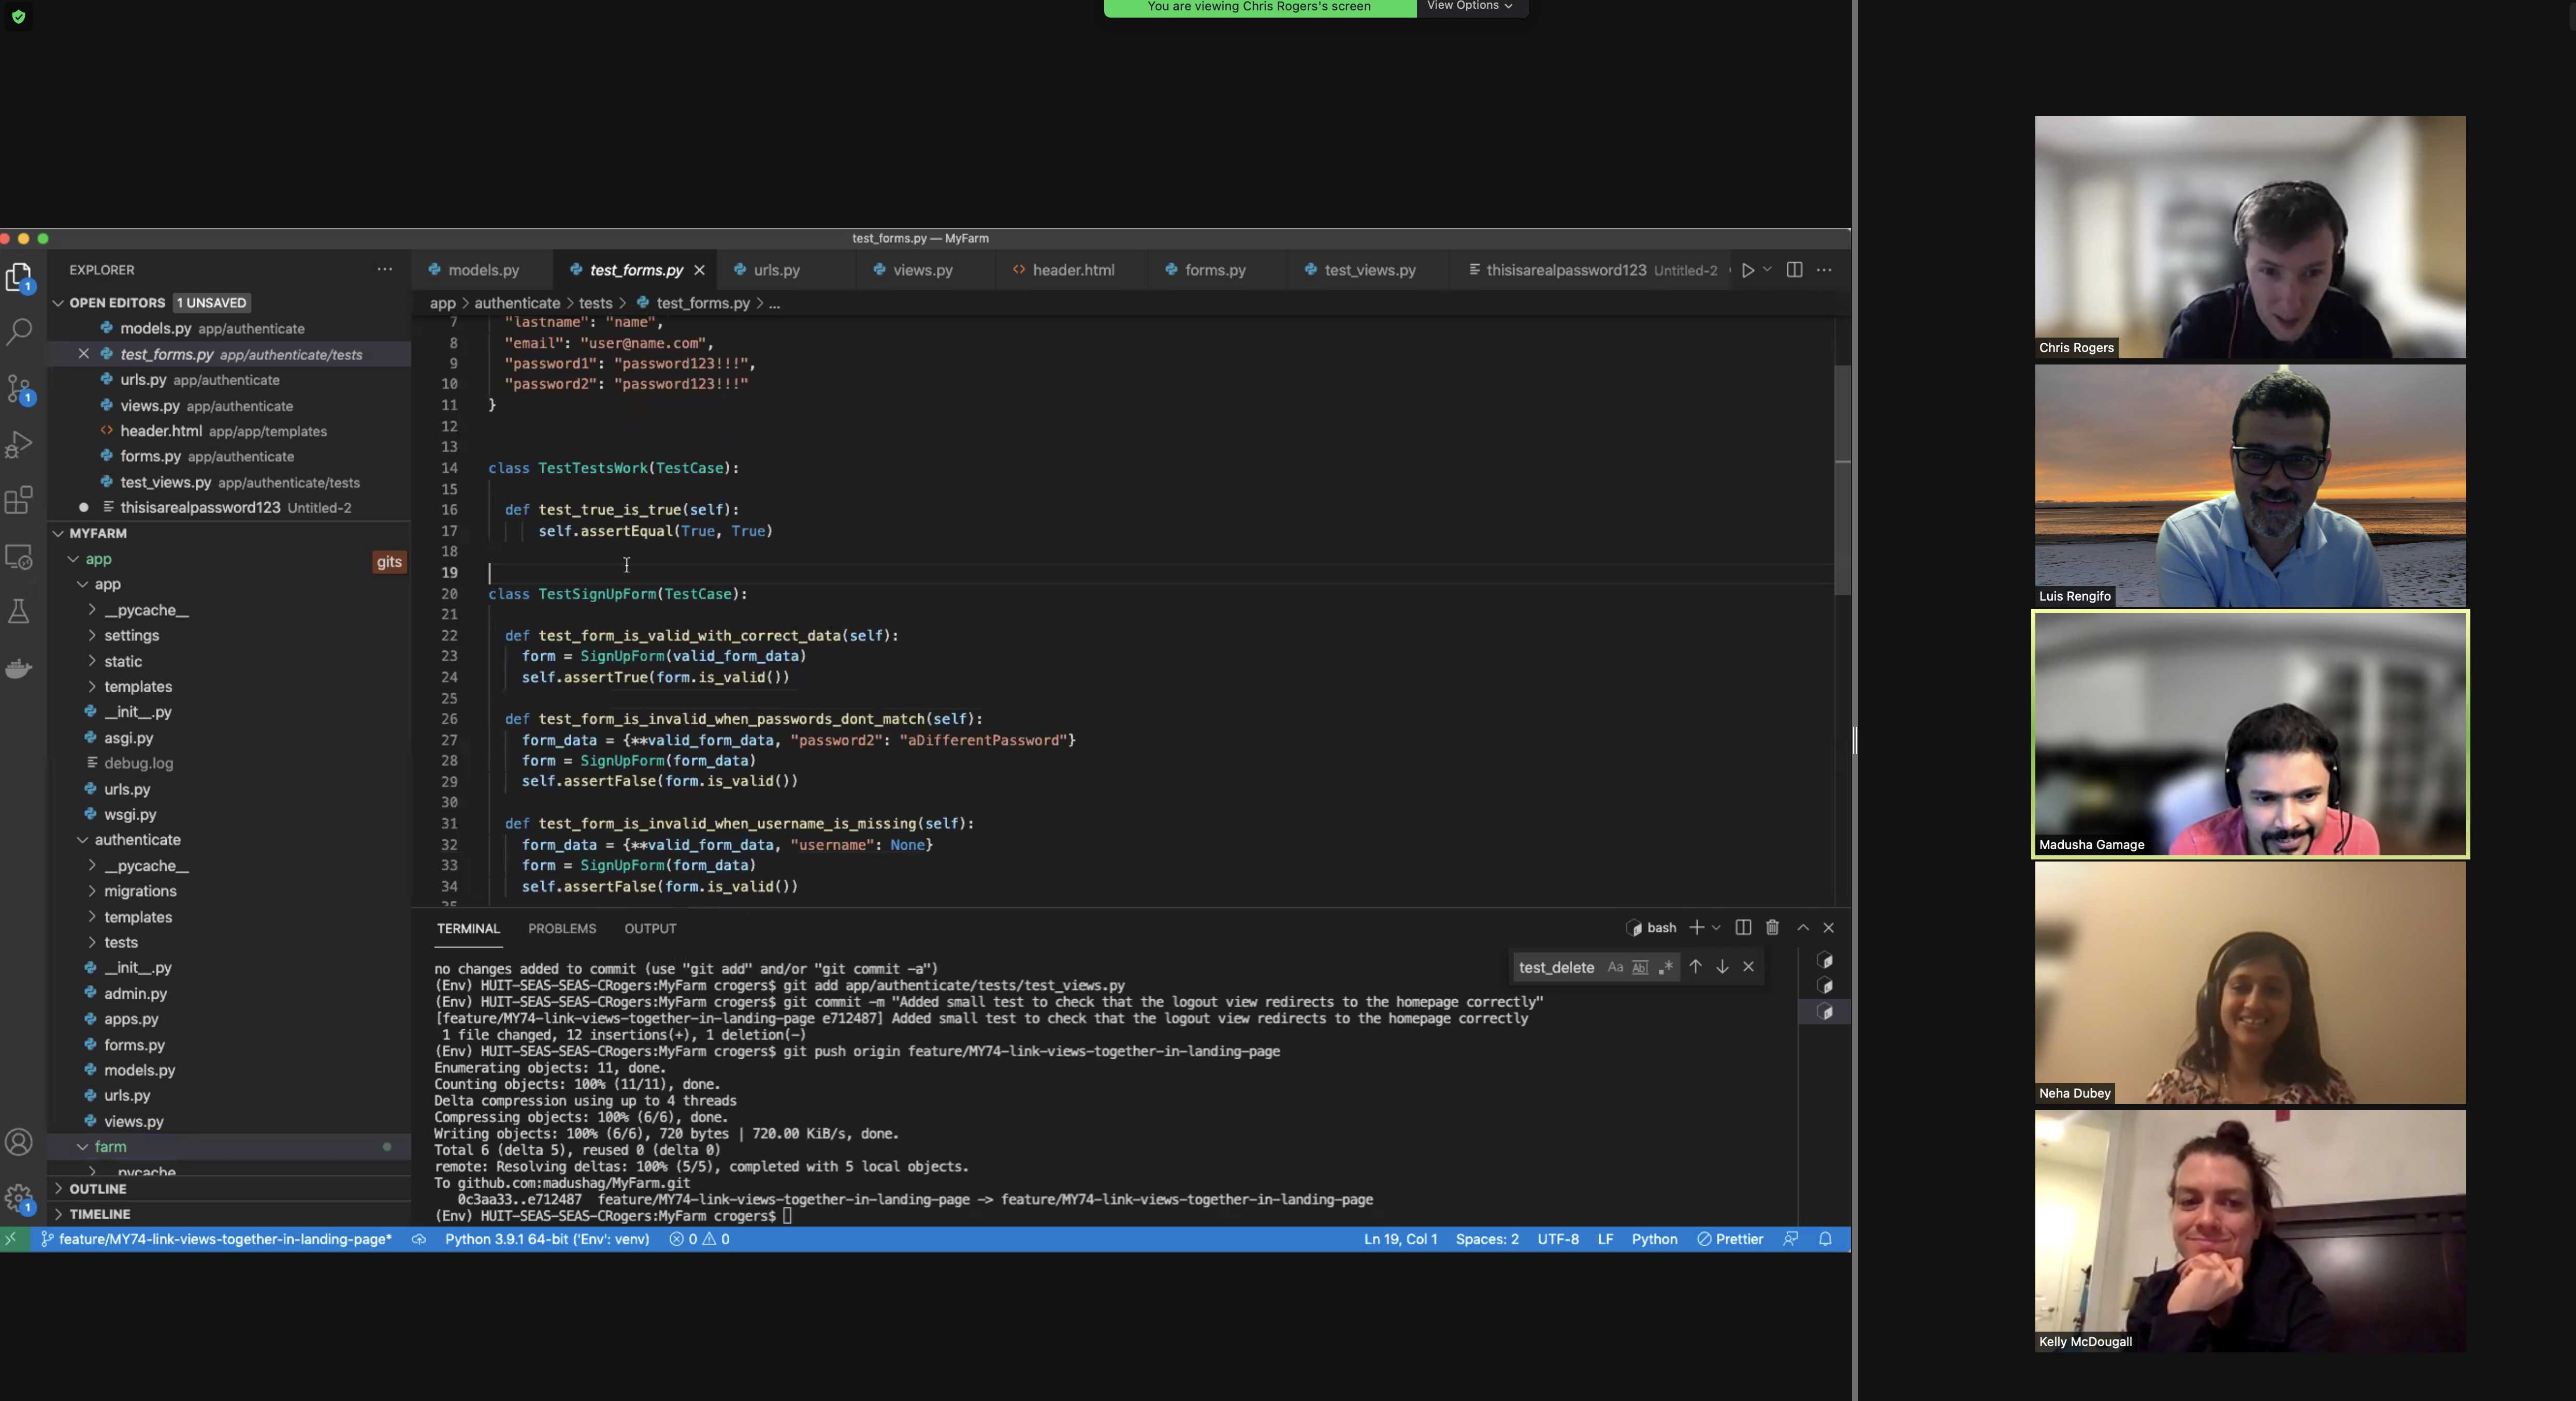 You are viewing Chris Rogers's screen
View Options
test_forms.py — MyFarm
EXPLORER
OPEN EDITORS 1 UNSAVED
models.py app/authenticate
test_forms.py app/authenticate/tests
urls.py app/authenticate
views.py app/authenticate
header.html app/app/templates
forms.py app/authenticate
test_views.py app/authenticate/tests
thisisarealpassword123 Untitled-2
MYFARM
app
gits
app
__pycache__
settings
static
templates
__init__.py
asgi.py
debug.log
urls.py
wsgi.py
authenticate
__pycache__
migrations
templates
tests
__init__.py
admin.py
apps.py
forms.py
models.py
urls.py
views.py
farm
pycache
OUTLINE
TIMELINE
1
1
1
models.py
test_forms.py
urls.py
views.py
header.html
forms.py
test_views.py
thisisarealpassword123 Untitled-2
app > authenticate > tests > test_forms.py > ...
7 "lastname": "name",
8 "email": "user@name.com",
9 "password1": "password123!!!",
10 "password2": "password123!!!"
11 }
12
13
14 class TestTestsWork(TestCase):
15
16 def test_true_is_true(self):
17 self.assertEqual(True, True)
18
19
20 class TestSignUpForm(TestCase):
21
22 def test_form_is_valid_with_correct_data(self):
23 form = SignUpForm(valid_form_data)
24 self.assertTrue(form.is_valid())
25
26 def test_form_is_invalid_when_passwords_dont_match(self):
27 form_data = {**valid_form_data, "password2": "aDifferentPassword"}
28 form = SignUpForm(form_data)
29 self.assertFalse(form.is_valid())
30
31 def test_form_is_invalid_when_username_is_missing(self):
32 form_data = {**valid_form_data, "username": None}
33 form = SignUpForm(form_data)
34 self.assertFalse(form.is_valid())
35
TERMINAL PROBLEMS OUTPUT
bash
test_delete Aa Ab| .*
no changes added to commit (use "git add" and/or "git commit -a")
(Env) HUIT-SEAS-SEAS-CRogers:MyFarm crogers$ git add app/authenticate/tests/test_views.py
(Env) HUIT-SEAS-SEAS-CRogers:MyFarm crogers$ git commit -m "Added small test to check that the logout view redirects to the homepage correctly"
[feature/MY74-link-views-together-in-landing-page e712487] Added small test to check that the logout view redirects to the homepage correctly
1 file changed, 12 insertions(+), 1 deletion(-)
(Env) HUIT-SEAS-SEAS-CRogers:MyFarm crogers$ git push origin feature/MY74-link-views-together-in-landing-page
Enumerating objects: 11, done.
Counting objects: 100% (11/11), done.
Delta compression using up to 4 threads
Compressing objects: 100% (6/6), done.
Writing objects: 100% (6/6), 720 bytes | 720.00 KiB/s, done.
Total 6 (delta 5), reused 0 (delta 0)
remote: Resolving deltas: 100% (5/5), completed with 5 local objects.
To github.com:madushag/MyFarm.git
0c3aa33..e712487 feature/MY74-link-views-together-in-landing-page -> feature/MY74-link-views-together-in-landing-page
(Env) HUIT-SEAS-SEAS-CRogers:MyFarm crogers$
feature/MY74-link-views-together-in-landing-page* Python 3.9.1 64-bit ('Env': venv) 0 0
Ln 19, Col 1 Spaces: 2 UTF-8 LF Python Prettier
Chris Rogers
Luis Rengifo
Madusha Gamage
Neha Dubey
Kelly McDougall